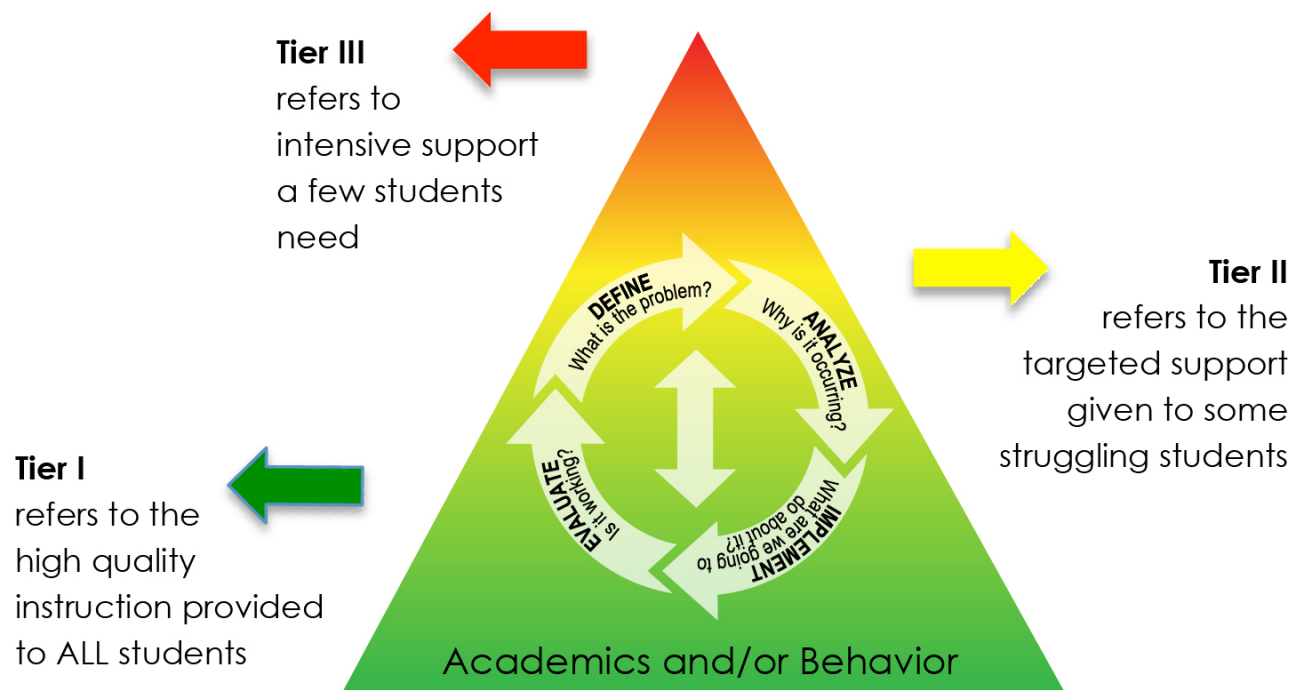 Tier III
refers to
intensive support
a few students
need
Tier II
refers to the
targeted support
given to some
struggling students
Tier I
refers to the
high quality
instruction provided
to ALL students
DEFINE
What is the problem?
ANALYZE
Why is it occurring?
IMPLEMENT
What are we going to
do about it?
EVALUATE
Is it working?
Academics and/or Behavior